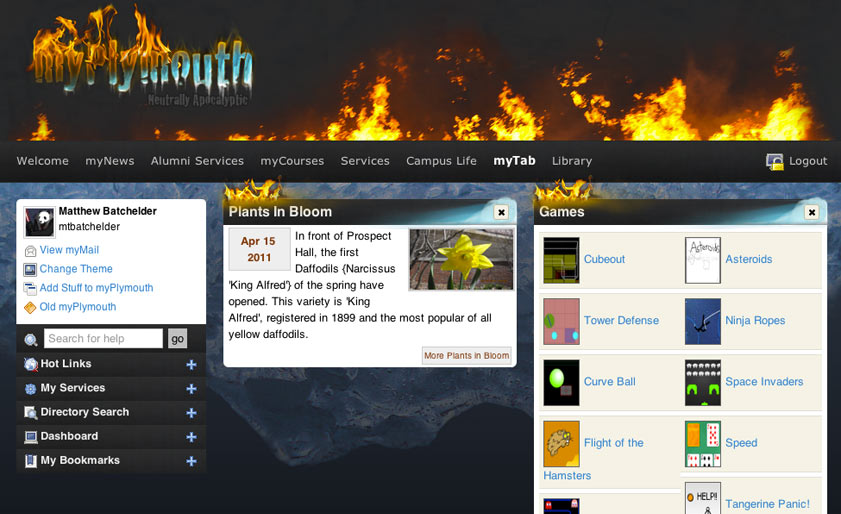 myPlymouth
Neutrally Apocalyptic
Welcome myNews Alumni Services myCourses Services Campus Life myTab Library Logout
Matthew Batchelder
mtbatchelder
View myMail
Change Theme
Add Stuff to myPlymouth
Old myPlymouth
Search for help go
Hot Links
My Services
Directory Search
Dashboard
My Bookmarks
Plants In Bloom
Apr 15
2011
In front of Prospect
Hall, the first
Daffodils {Narcissus
'King Alfred'} of the spring have
opened. This variety is 'King
Alfred', registered in 1899 and the most popular of all
yellow daffodils.
More Plants in Bloom
Games
Cubeout
Asteroids
Asteroids
Tower Defense
Ninja Ropes
Curve Ball
Space Invaders
Flight of the
Hamsters
Speed
HELP!!
Tangerine Panic!